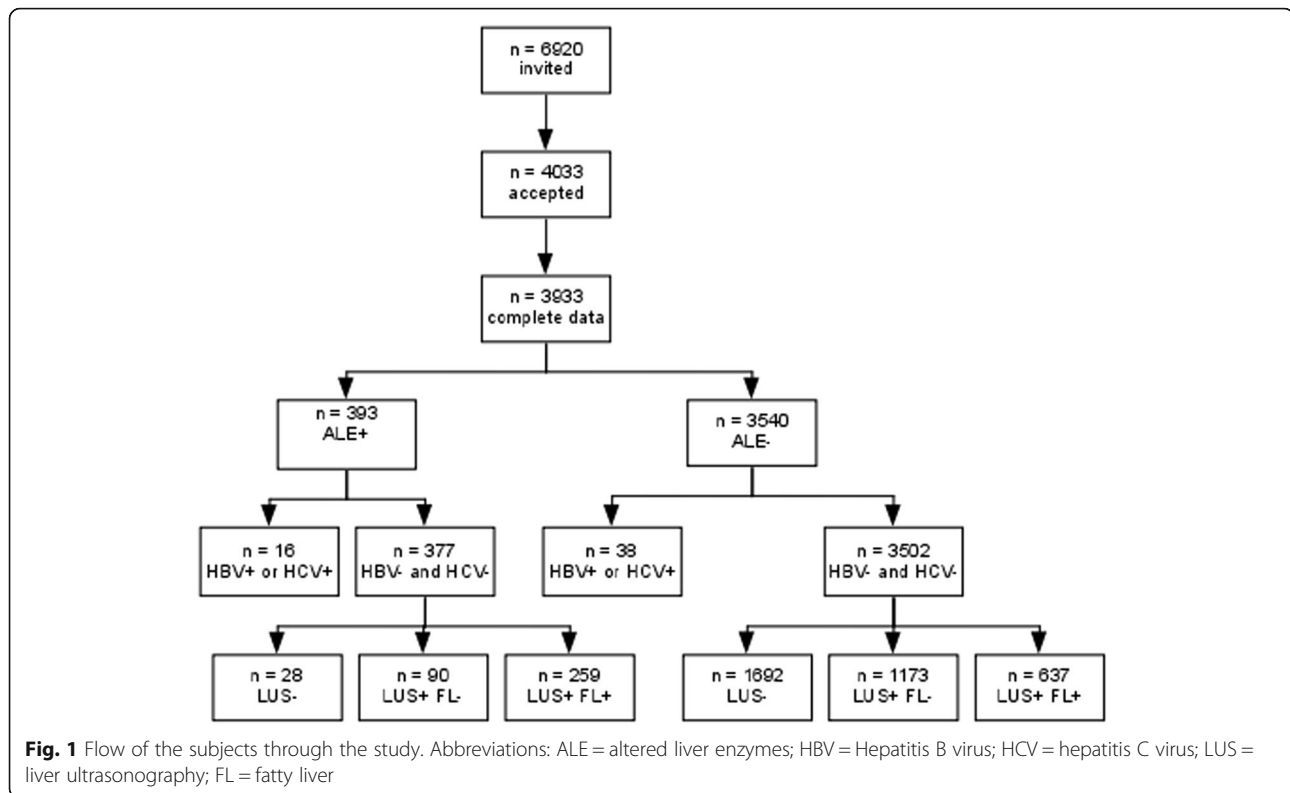 n = 6920
invited
n = 4033
accepted
n = 3933
complete data
n = 393
ALE+
n = 3540
ALE-
n = 16
HBV+ or HCV+
n = 377
HBV- and HCV-
n = 38
HBV+ or HCV+
n = 3502
HBV- and HCV-
n = 28
LUS-
n = 90
LUS+ FL-
n = 259
LUS+ FL+
n = 1692
LUS-
n = 1173
LUS+ FL-
n = 637
LUS+ FL+
Fig. 1 Flow of the subjects through the study. Abbreviations: ALE = altered liver enzymes; HBV = Hepatitis B virus; HCV = hepatitis C virus; LUS =
liver ultrasonography; FL = fatty liver